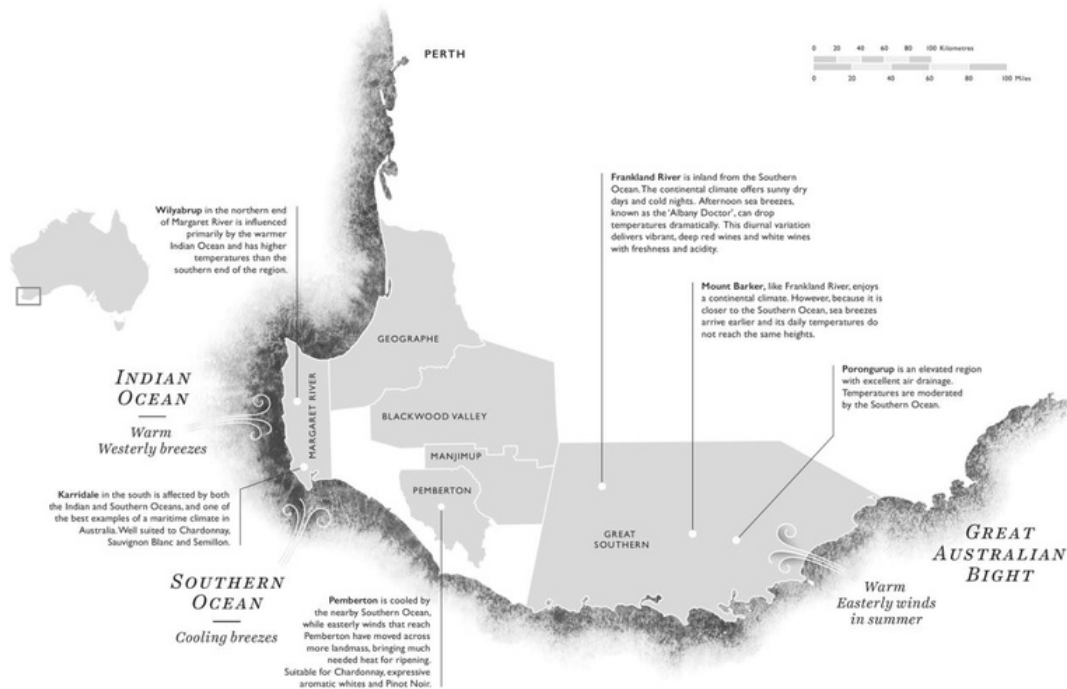 PERTH
0 20 40 60 80 100 Kilometres
0 20 40 60 80 100 Miles
Wilyabrup in the northern end
of Margaret River is influenced
primarily by the warmer
Indian Ocean and has higher
temperatures than the
southern end of the region.
Frankland River is inland from the Southern
Ocean. The continental climate offers sunny dry
days and cold nights. Afternoon sea breezes,
known as the ‘Albany Doctor’, can drop
temperatures dramatically. This diurnal variation
delivers vibrant, deep red wines and white wines
with freshness and acidity.
Mount Barker, like Frankland River, enjoys
a continental climate. However, because it is
closer to the Southern Ocean, sea breezes
arrive earlier and its daily temperatures do
not reach the same heights.
Porongurup is an elevated region
with excellent air drainage.
Temperatures are moderated
by the Southern Ocean.
GEOGRAPHE
MARGARET RIVER
BLACKWOOD VALLEY
MANJIMUP
PEMBERTON
GREAT
SOUTHERN
INDIAN
OCEAN
Warm
Westerly breezes
Karridale in the south is affected by both
the Indian and Southern Oceans, and one of
the best examples of a maritime climate in
Australia. Well suited to Chardonnay,
Sauvignon Blanc and Semillon.
SOUTHERN
OCEAN
Cooling breezes
Pemberton is cooled by
the nearby Southern Ocean,
while easterly winds that reach
Pemberton have moved across
more landmass, bringing much
needed heat for ripening.
Suitable for Chardonnay, expressive
aromatic whites and Pinot Noir.
GREAT
AUSTRALIAN
BIGHT
Warm
Easterly winds
in summer